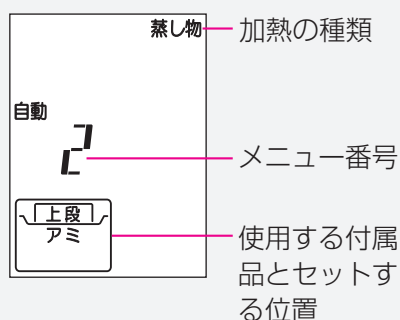 蒸し物
加熱の種類
自動
2
メニュー番号
上段
アミ
使用する付属
品とセットす
る位置